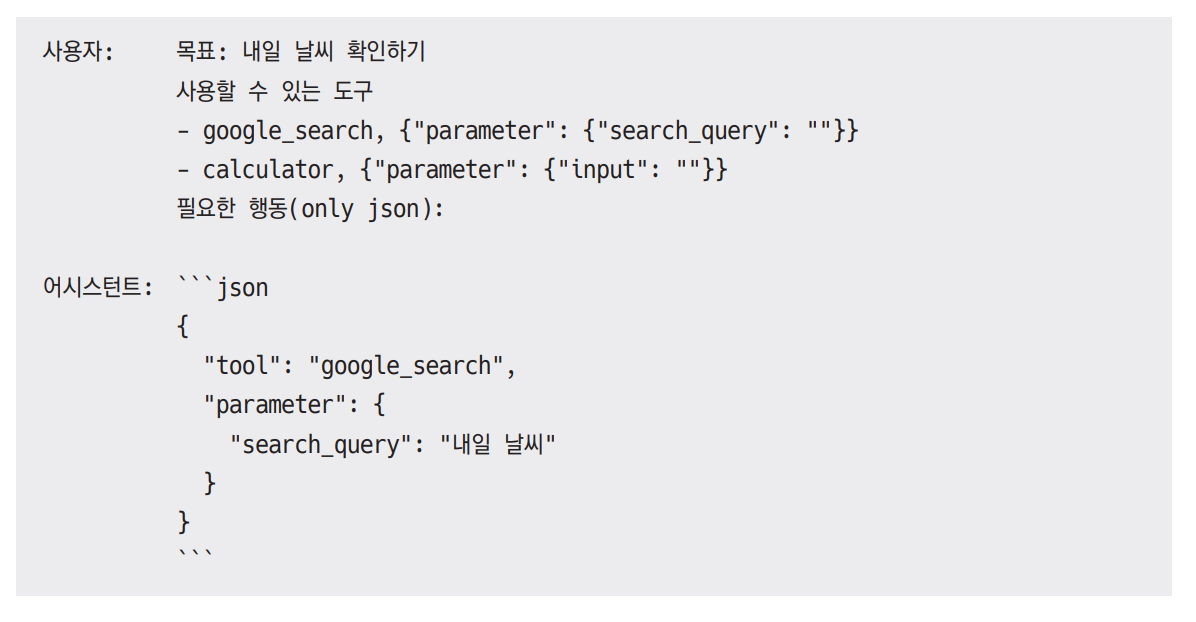 사용자: 목표: 내일 날씨 확인하기
사용할 수 있는 도구
- google_search, {"parameter": {"search_query": ""}}
- calculator, {"parameter": {"input": ""}}
필요한 행동(only json):
어시스턴트: ```json
{
"tool": "google_search",
"parameter": {
"search_query": "내일 날씨"
}
}
```